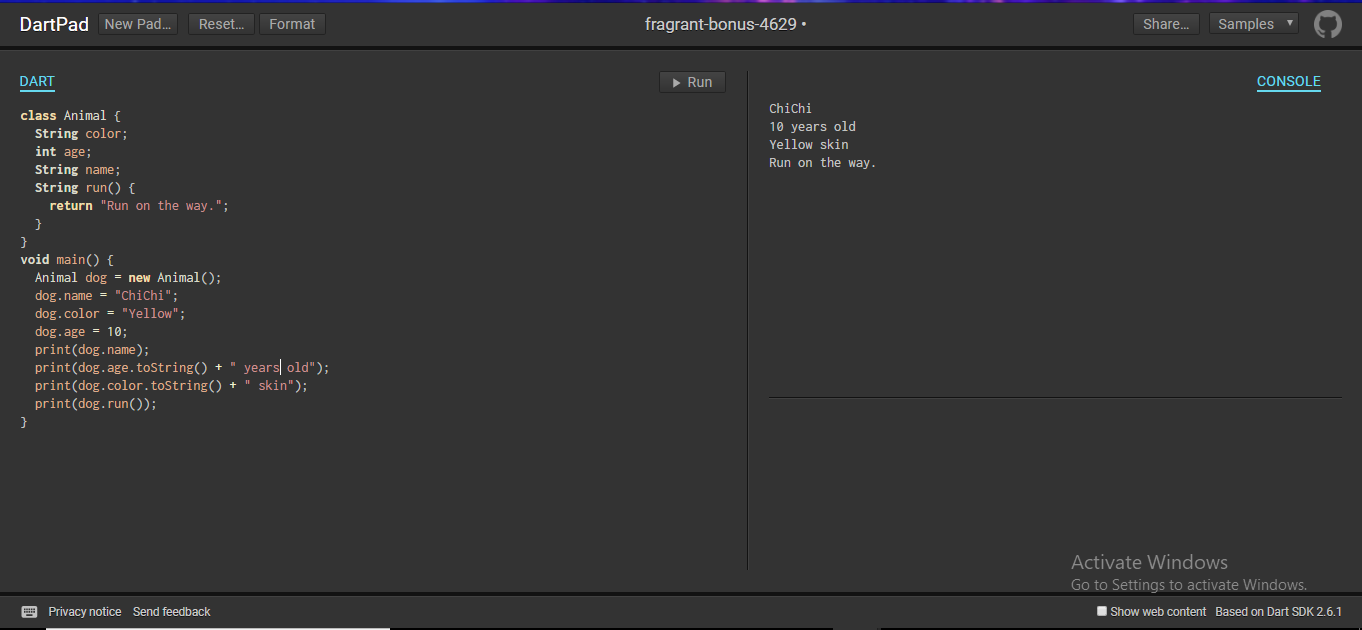 DartPad New Pad... Reset... Format fragrant-bonus-4629 • Share... Samples
DART
Run
class Animal {
  String color;
  int age;
  String name;
  String run() {
    return "Run on the way.";
  }
}
void main() {
  Animal dog = new Animal();
  dog.name = "ChiChi";
  dog.color = "Yellow";
  dog.age = 10;
  print(dog.name);
  print(dog.age.toString() + " years old");
  print(dog.color.toString() + " skin");
  print(dog.run());
}
CONSOLE
ChiChi
10 years old
Yellow skin
Run on the way.
Activate Windows
Go to Settings to activate Windows.
Privacy notice Send feedback
Show web content Based on Dart SDK 2.6.1